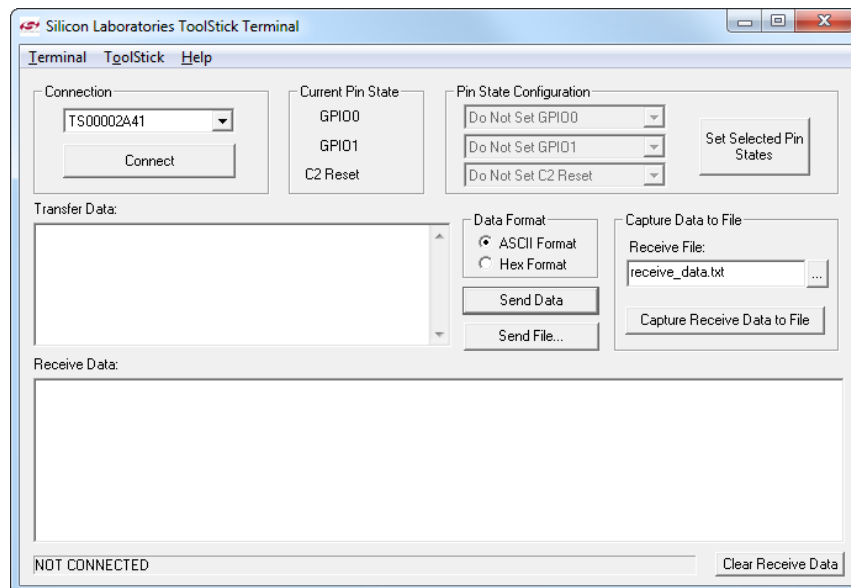 Silicon Laboratories ToolStick Terminal
Terminal ToolStick Help
Connection
TS00002A41
Connect
Current Pin State
GPIO0
GPIO1
C2 Reset
Pin State Configuration
Do Not Set GPIO0
Do Not Set GPIO1
Do Not Set C2 Reset
Set Selected Pin
States
Transfer Data:
Data Format
ASCII Format
Hex Format
Send Data
Send File...
Capture Data to File
Receive File:
receive_data.txt
...
Capture Receive Data to File
Receive Data:
NOT CONNECTED
Clear Receive Data